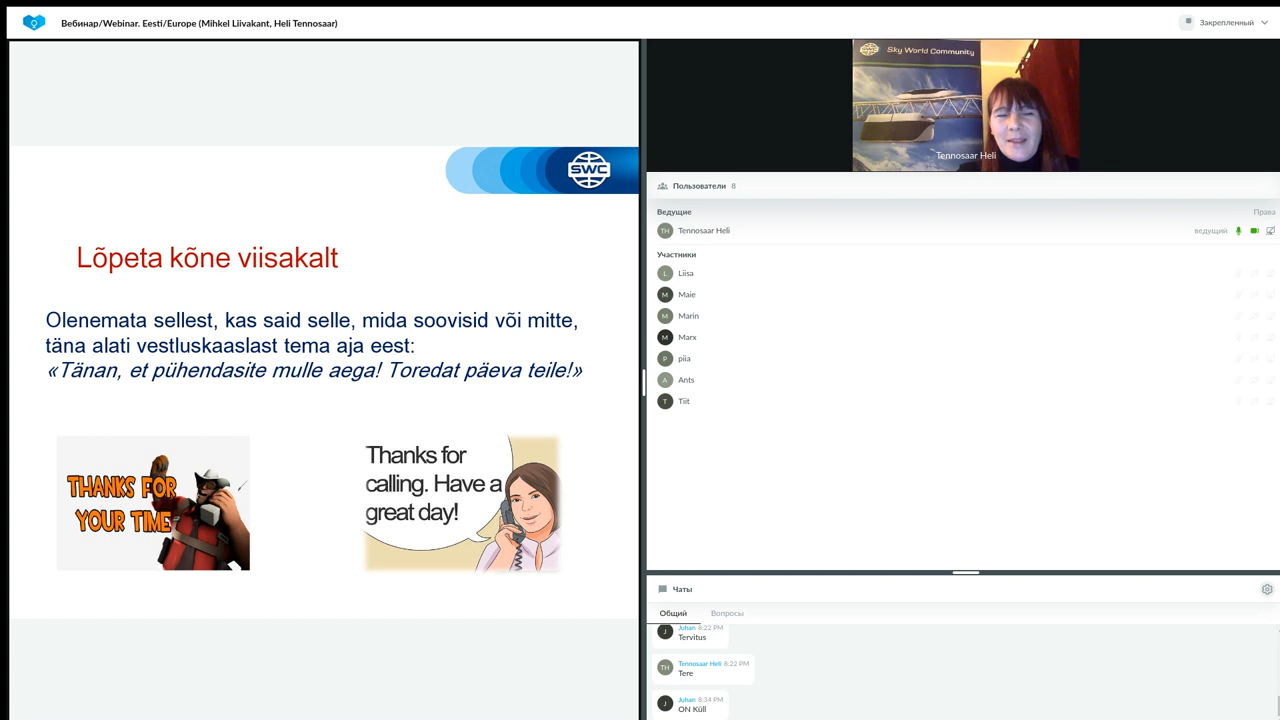 Вебинар/Webinar. Eesti/Europe (Mihkel Liivakant, Heli Tennosaar)
Закрепленный
SWC
Lõpeta kõne viisakalt
Olenemata sellest, kas said selle, mida soovisid või mitte,
täna alati vestluskaaslast tema aja eest:
«Tänan, et pühendasite mulle aega! Toredat päeva teile!»
THANKS FOR
YOUR TIME
Thanks for
calling. Have a
great day!
Sky World Community
Tennosaar Heli
Пользователи 8
Ведущие Права
TH Tennosaar Heli ведущий
Участники
L Liisa
M Maie
M Marin
M Marx
P piia
A Ants
T Tiit
Чаты
Общий Вопросы
J Juhan 8:22 PM
Tervitus
TH Tennosaar Heli 8:22 PM
Tere
J Juhan 8:34 PM
ON Küll